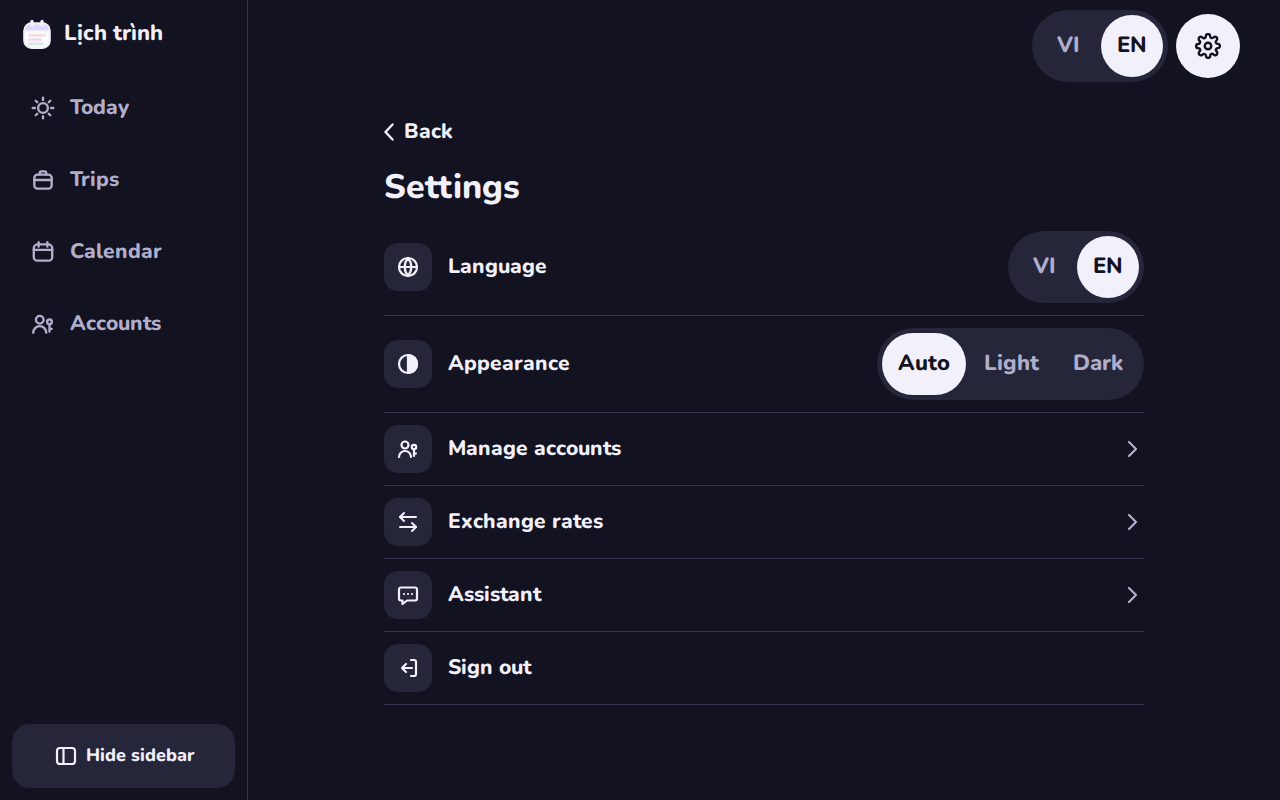 Lịch trình
VI EN
Today
Trips
Calendar
Accounts
Back
Settings
Language
VI EN
Appearance
Auto Light Dark
Manage accounts
Exchange rates
Assistant
Sign out
Hide sidebar